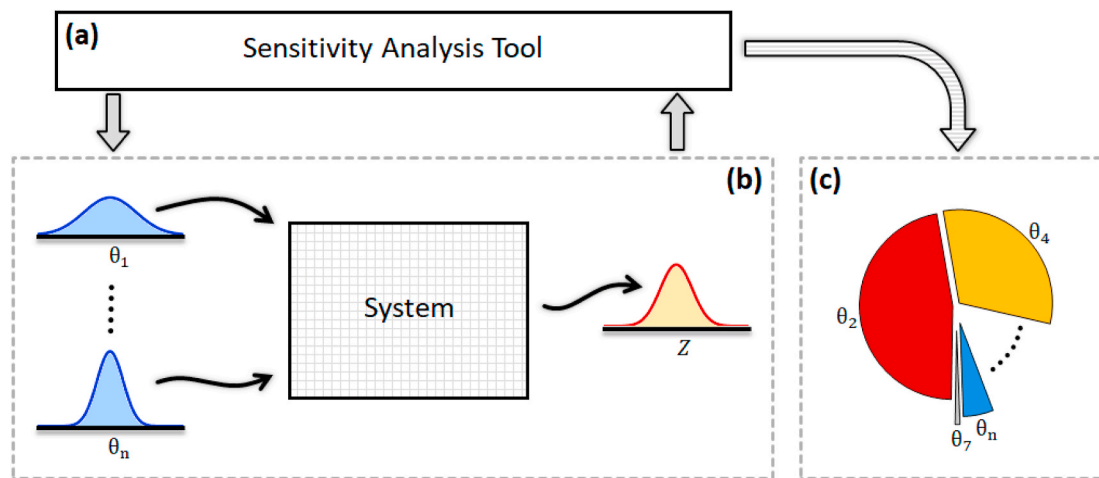 (a)
Sensitivity Analysis Tool
(b)
θ₁
θₙ
System
Z
(c)
θ₄
θ₂
θ₇
θₙ